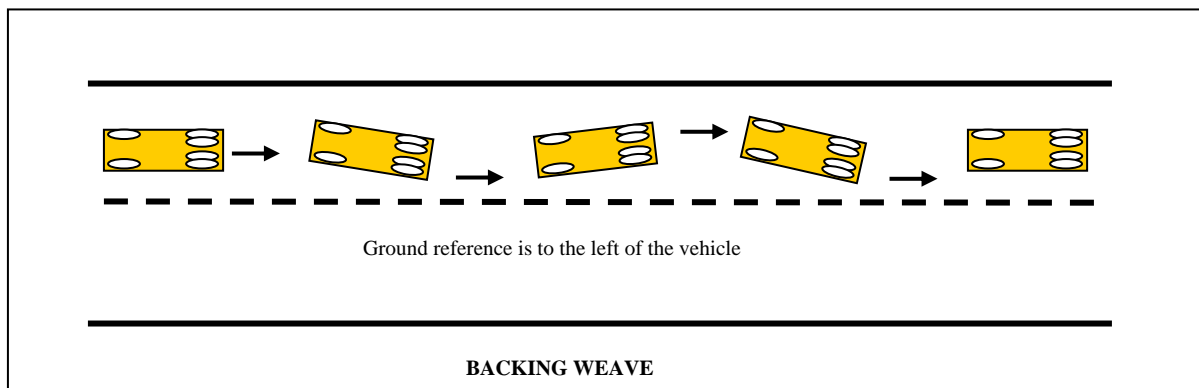 Ground reference is to the left of the vehicle
BACKING WEAVE